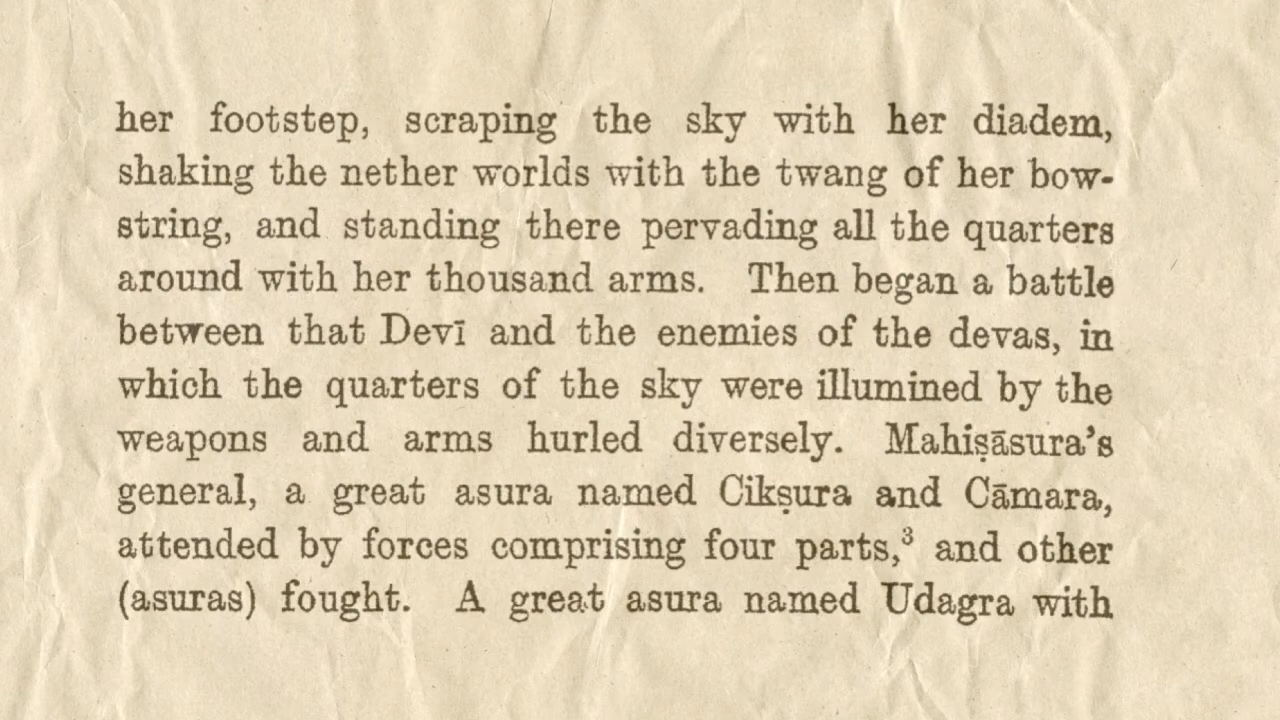 her footstep, scraping the sky with her diadem,
shaking the nether worlds with the twang of her bow-
string, and standing there pervading all the quarters
around with her thousand arms. Then began a battle
between that Devī and the enemies of the devas, in
which the quarters of the sky were illumined by the
weapons and arms hurled diversely. Mahiṣāsura's
general, a great asura named Cikṣura and Cāmara,
attended by forces comprising four parts,³ and other
(asuras) fought. A great asura named Udagra with